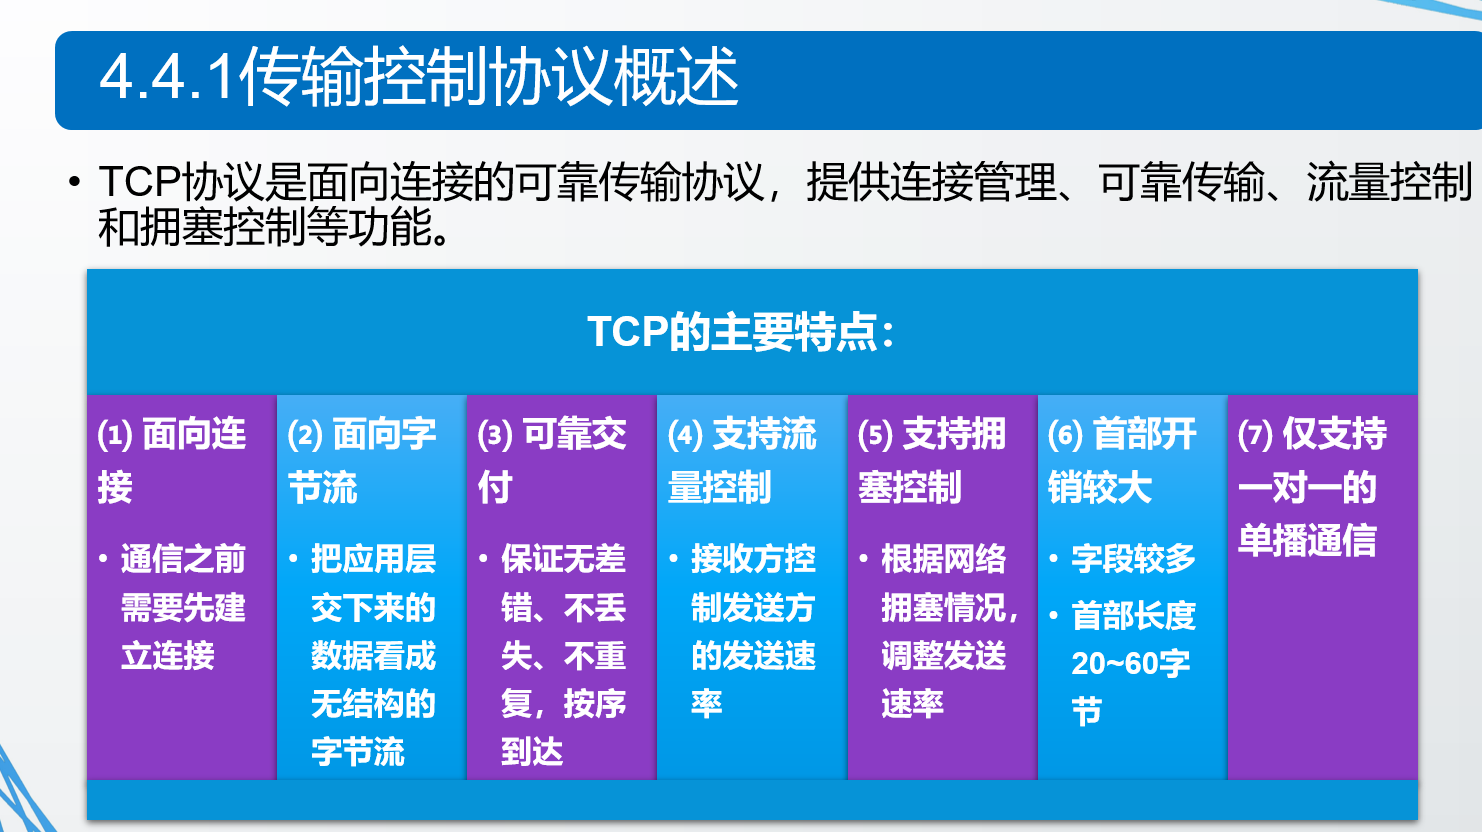 4.4.1传输控制协议概述
• TCP协议是面向连接的可靠传输协议，提供连接管理、可靠传输、流量控制
和拥塞控制等功能。
TCP的主要特点：
⑴ 面向连
接
• 通信之前
需要先建
立连接
⑵ 面向字
节流
• 把应用层
交下来的
数据看成
无结构的
字节流
⑶ 可靠交
付
• 保证无差
错、不丢
失、不重
复，按序
到达
⑷ 支持流
量控制
• 接收方控
制发送方
的发送速
率
⑸ 支持拥
塞控制
• 根据网络
拥塞情况，
调整发送
速率
⑹ 首部开
销较大
• 字段较多
• 首部长度
20~60字
节
⑺ 仅支持
一对一的
单播通信